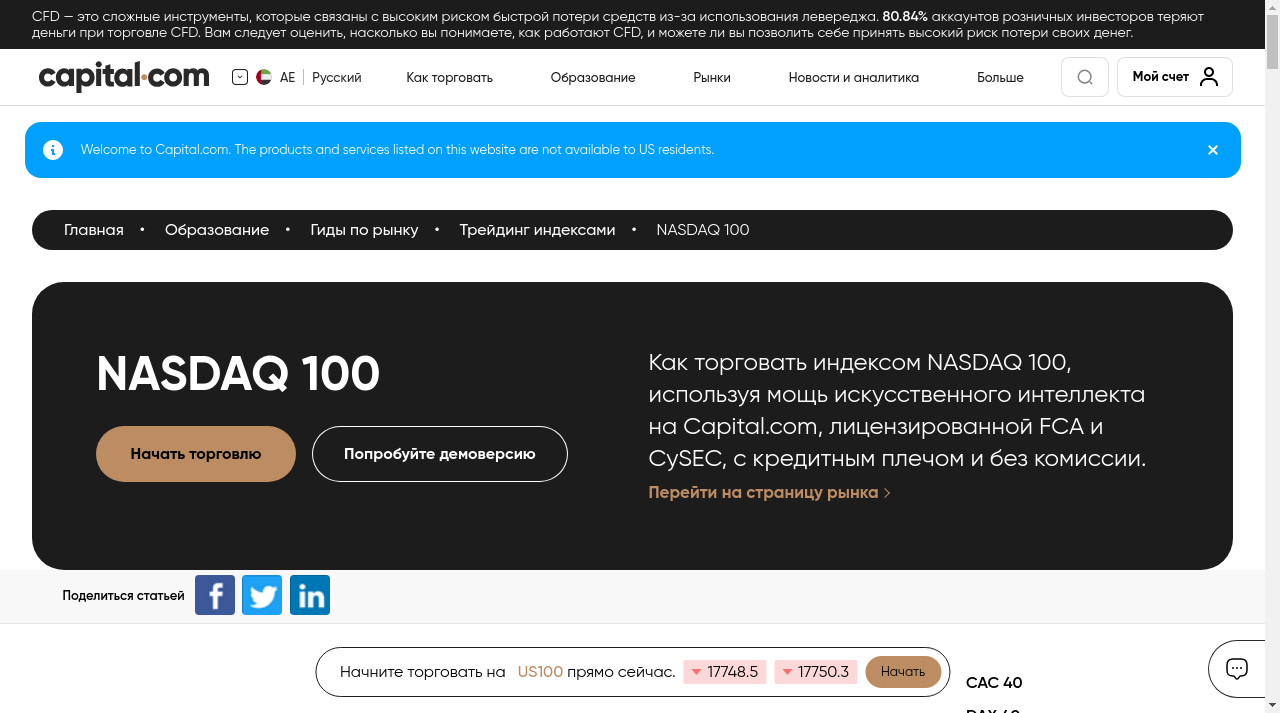 CFD — это сложные инструменты, которые связаны с высоким риском быстрой потери средств из-за использования левереджа. 80.84% аккаунтов розничных инвесторов теряют
деньги при торговле CFD. Вам следует оценить, насколько вы понимаете, как работают CFD, и можете ли вы позволить себе принять высокий риск потери своих денег.
capital.com AE Русский Как торговать Образование Рынки Новости и аналитика Больше Мой счет
Welcome to Capital.com. The products and services listed on this website are not available to US residents.
Главная • Образование • Гиды по рынку • Трейдинг индексами • NASDAQ 100
NASDAQ 100
Начать торговлю Попробуйте демоверсию
Как торговать индексом NASDAQ 100,
используя мощь искусственного интеллекта
на Capital.com, лицензированной FCA и
CySEC, с кредитным плечом и без комиссии.
Перейти на страницу рынка
Поделиться статьей
Начните торговать на US100 прямо сейчас. 17748.5 17750.3 Начать
CAC 40
DAX 40